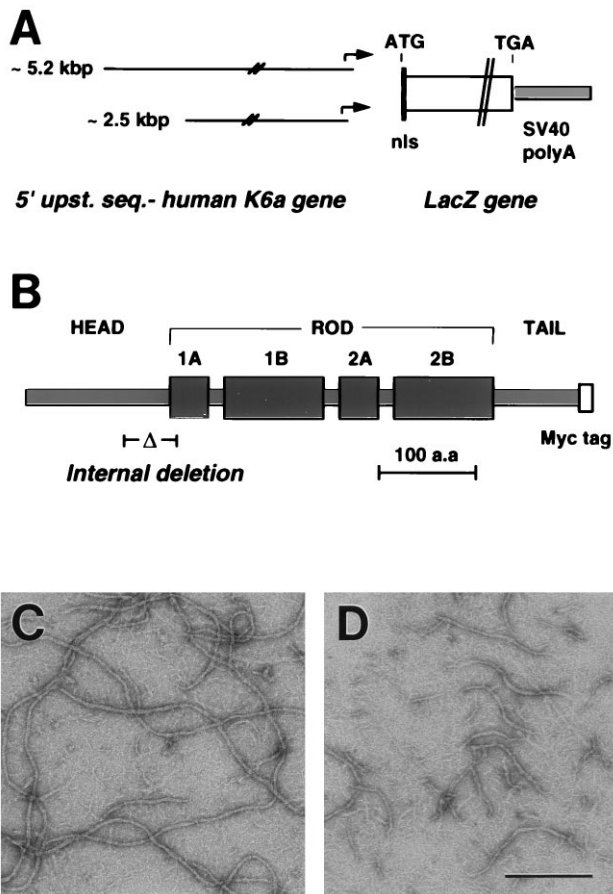 A
ATG
TGA
~ 5.2 kbp
~ 2.5 kbp
nls
SV40
polyA
5' upst. seq.- human K6a gene
LacZ gene
B
HEAD
ROD
TAIL
1A
1B
2A
2B
Myc tag
Δ
100 a.a
Internal deletion
C
D